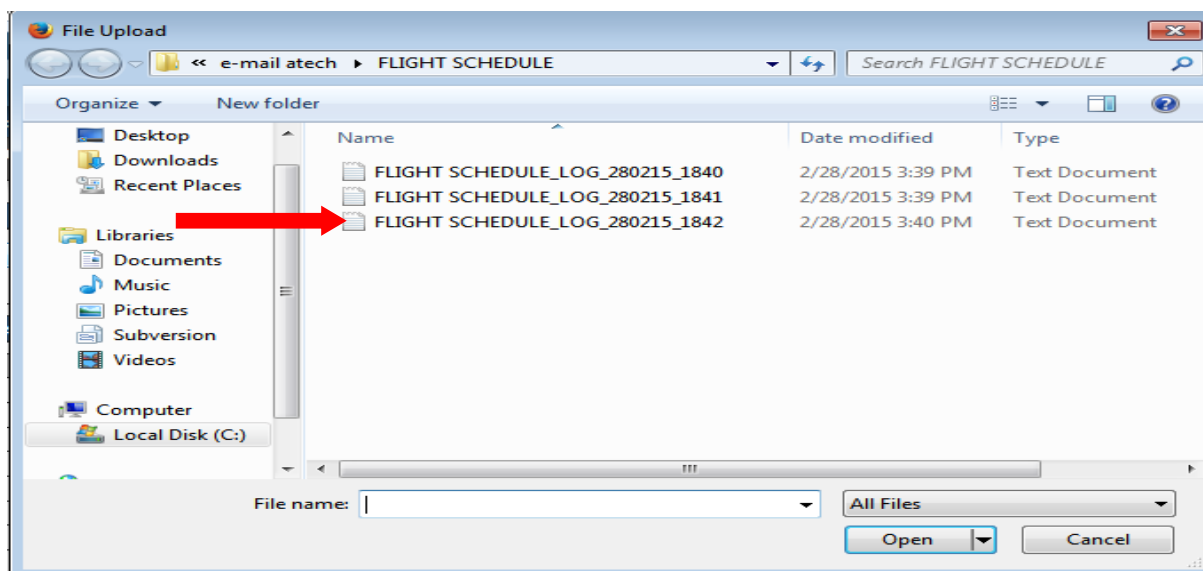 File Upload
« e-mail atech FLIGHT SCHEDULE Search FLIGHT SCHEDULE
Organize New folder
Name Date modified Type
Desktop
Downloads
Recent Places
Libraries
Documents
Music
Pictures
Subversion
Videos
Computer
Local Disk (C:)
FLIGHT SCHEDULE_LOG_280215_1840 2/28/2015 3:39 PM Text Document
FLIGHT SCHEDULE_LOG_280215_1841 2/28/2015 3:39 PM Text Document
FLIGHT SCHEDULE_LOG_280215_1842 2/28/2015 3:40 PM Text Document
File name: All Files
Open Cancel